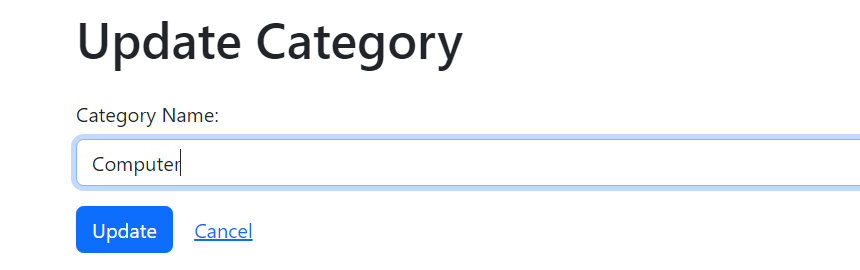 Update Category
Category Name:
Computer
Update Cancel